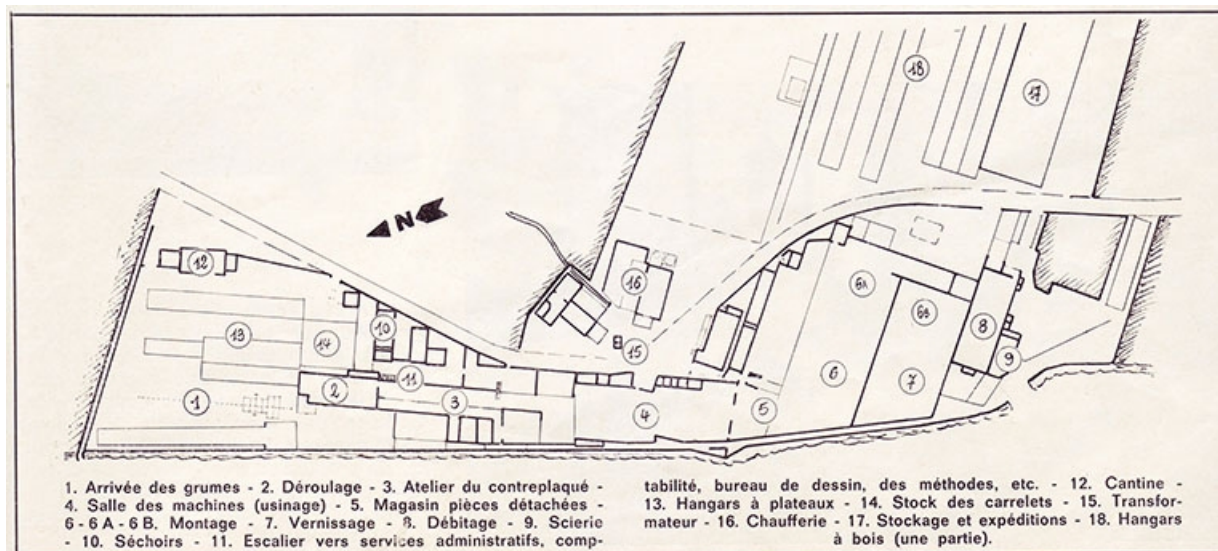 18
17
N
12
16
6A
10
13
14
6B
8
15
9
11
2
1
3
6
7
5
4
1. Arrivée des grumes - 2. Déroulage - 3. Atelier du contreplaqué -
4. Salle des machines (usinage) - 5. Magasin pièces détachées -
6 - 6 A - 6 B. Montage - 7. Vernissage - 8. Débitage - 9. Scierie
- 10. Séchoirs - 11. Escalier vers services administratifs, comp-
tabilité, bureau de dessin, des méthodes, etc. - 12. Cantine -
13. Hangars à plateaux - 14. Stock des carrelets - 15. Transfor-
mateur - 16. Chaufferie - 17. Stockage et expéditions - 18. Hangars
à bois (une partie).